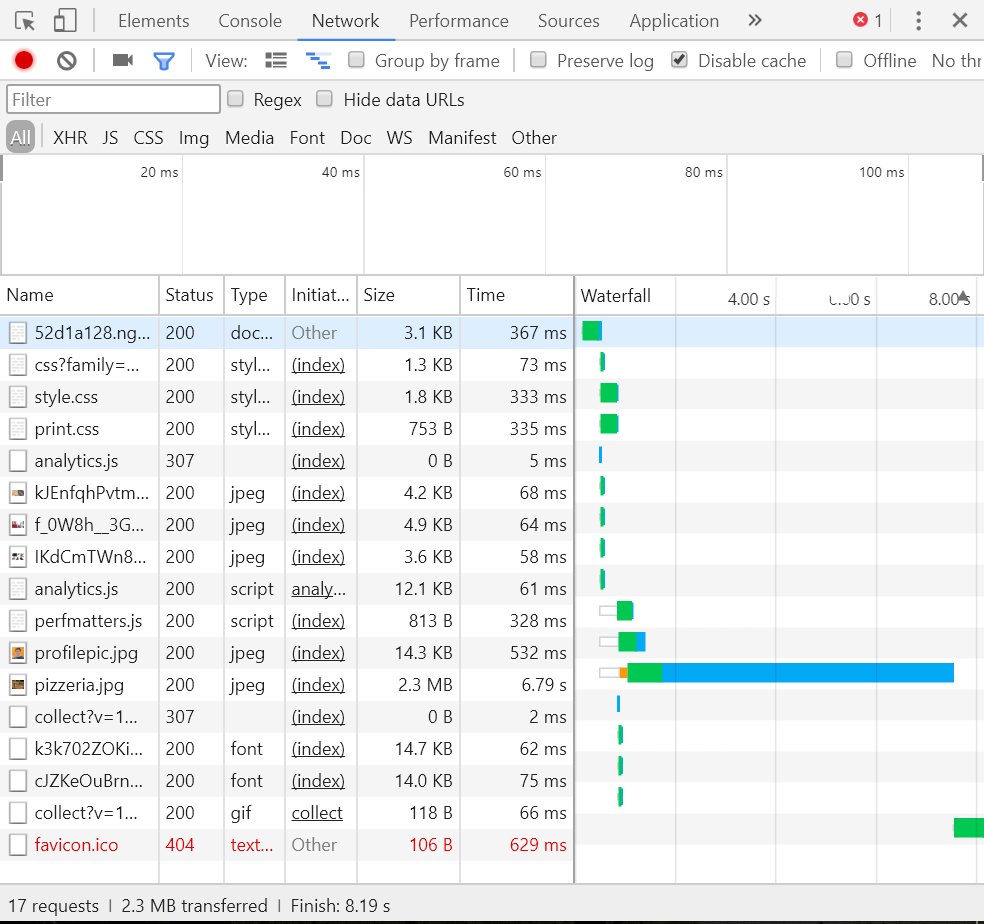 Elements Console Network Performance Sources Application » 1
View: Group by frame Preserve log Disable cache Offline No thr
Filter Regex Hide data URLs
All XHR JS CSS Img Media Font Doc WS Manifest Other
20 ms 40 ms 60 ms 80 ms 100 ms
Name Status Type Initiat... Size Time Waterfall 4.00 s 8.00 s
52d1a128.ng... 200 doc... Other 3.1 KB 367 ms
css?family=... 200 styl... (index) 1.3 KB 73 ms
style.css 200 styl... (index) 1.8 KB 333 ms
print.css 200 styl... (index) 753 B 335 ms
analytics.js 307 (index) 0 B 5 ms
kJEnfqhPvtm... 200 jpeg (index) 4.2 KB 68 ms
f_0W8h__3G... 200 jpeg (index) 4.9 KB 64 ms
IKdCmTWn8... 200 jpeg (index) 3.6 KB 58 ms
analytics.js 200 script analy... 12.1 KB 61 ms
perfmatters.js 200 script (index) 813 B 328 ms
profilepic.jpg 200 jpeg (index) 14.3 KB 532 ms
pizzeria.jpg 200 jpeg (index) 2.3 MB 6.79 s
collect?v=1... 307 (index) 0 B 2 ms
k3k702ZOKi... 200 font (index) 14.7 KB 62 ms
cJZKeOuBrn... 200 font (index) 14.0 KB 75 ms
collect?v=1... 200 gif collect 118 B 66 ms
favicon.ico 404 text... Other 106 B 629 ms
17 requests | 2.3 MB transferred | Finish: 8.19 s